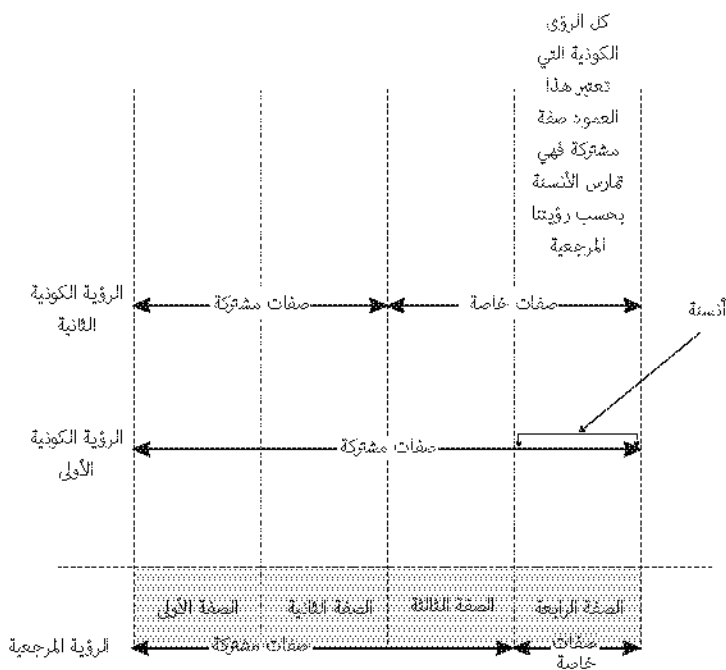 كل الرؤى
الكونية التي
تعتبر هذا
العمود صفة
مشتركة فهي
تمارس الأنسنة
بحسب رؤيتنا
المرجعية
الرؤية الكونية
الثانية
صفات خاصة
صفات مشتركة
أنسنة
الرؤية الكونية
الأولى
صفات مشتركة
الصفة الرابعة
الصفة الثالثة
الصفة الثانية
الصفة الأولى
الرؤية المرجعية
صفات
خاصة
صفات مشتركة